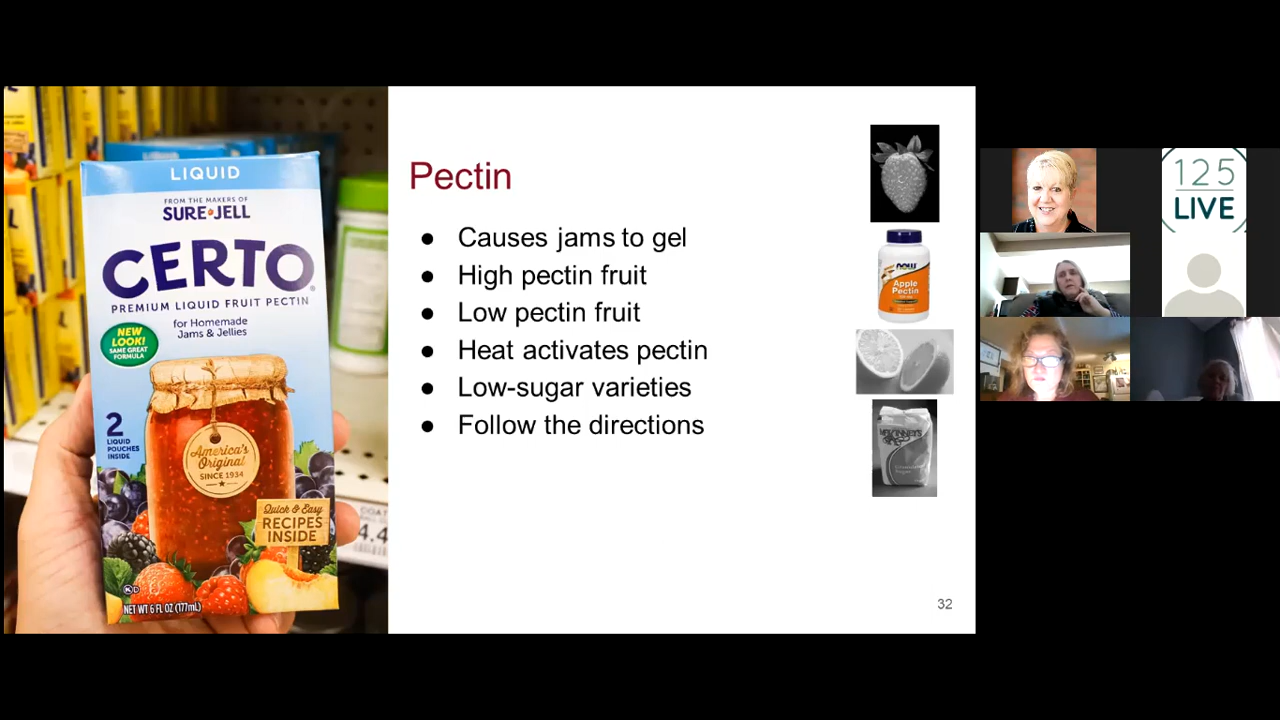 LIQUID
FROM THE MAKERS OF
SURE JELL
CERTO
PREMIUM LIQUID FRUIT PECTIN
for Homemade
Jams & Jellies
NEW
LOOK!
SAME GREAT
FORMULA
2
LIQUID
POUCHES
INSIDE
America's
Original
SINCE 1934
Quick & Easy
RECIPES
INSIDE
NET WT 6 FL OZ (177mL)
4.4
Pectin
● Causes jams to gel
● High pectin fruit
● Low pectin fruit
● Heat activates pectin
● Low-sugar varieties
● Follow the directions
NOW
Apple
Pectin
32
125
LIVE